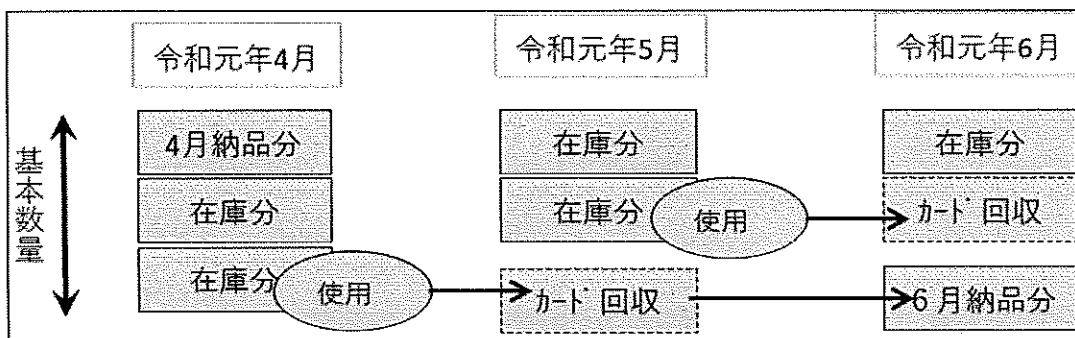 令和元年4月
令和元年5月
令和元年6月
基本数量
4月納品分
在庫分
在庫分
使用
在庫分
在庫分
使用
ｶｰﾄﾞ回収
在庫分
ｶｰﾄﾞ回収
6月納品分